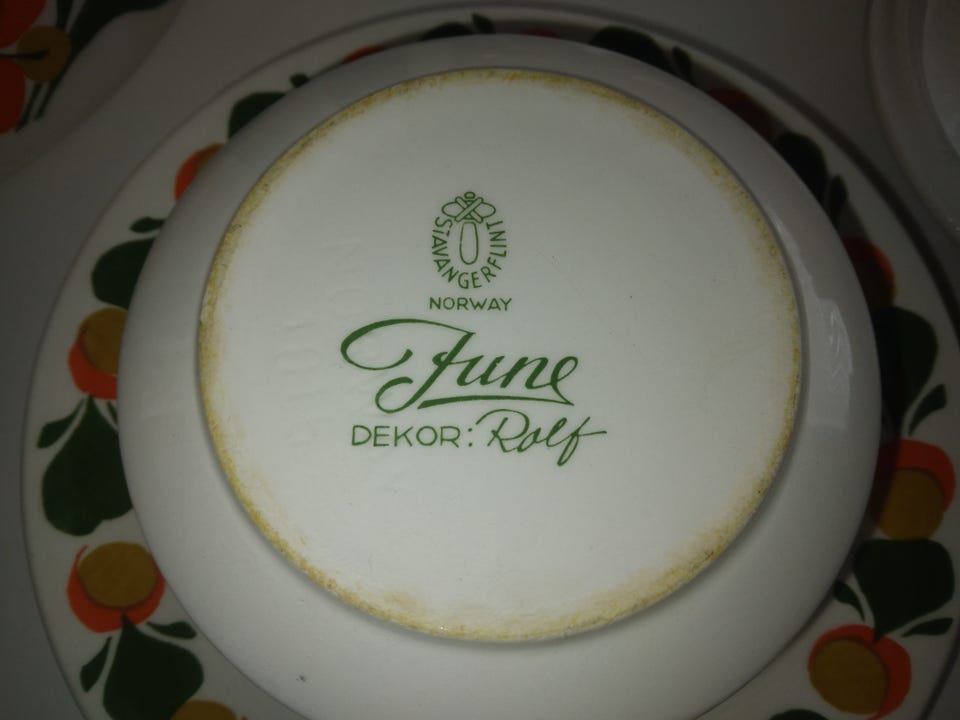 STAVANGERFLINT
NORWAY
June
DEKOR: Rolf